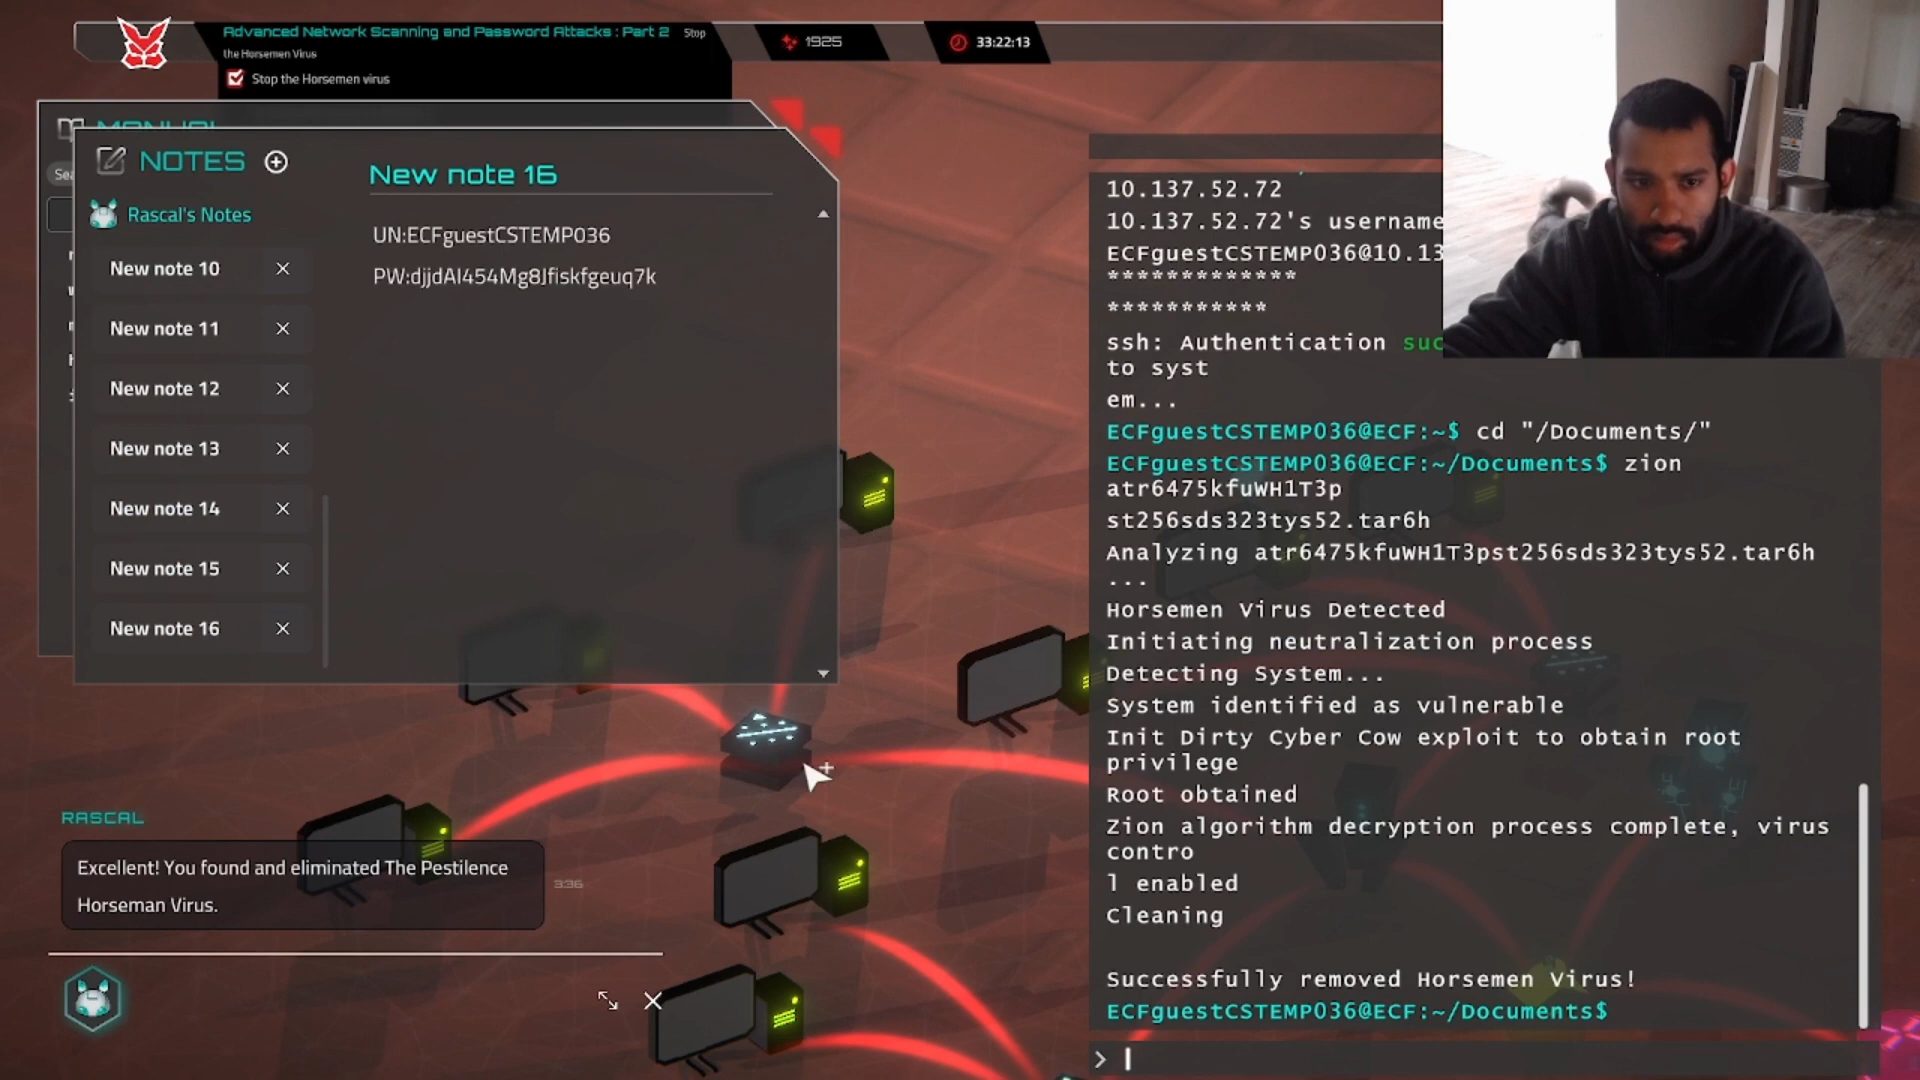 Advanced Network Scanning and Password Attacks : Part 2 Stop
the Horsemen Virus
Stop the Horsemen virus
1925
33:22:13
MANUAL
NOTES
Rascal's Notes
New note 10
New note 11
New note 12
New note 13
New note 14
New note 15
New note 16
New note 16
UN:ECFguestCSTEMP036
PW:djjdAI454Mg8Jfiskfgeuq7k
10.137.52.72
10.137.52.72's username
ECFguestCSTEMP036@10.13
*************
***********
ssh: Authentication suc
to syst
em...
ECFguestCSTEMP036@ECF:~$ cd "/Documents/"
ECFguestCSTEMP036@ECF:~/Documents$ zion
atr6475kfuWH1T3p
st256sds323tys52.tar6h
Analyzing atr6475kfuWH1T3pst256sds323tys52.tar6h
...
Horsemen Virus Detected
Initiating neutralization process
Detecting System...
System identified as vulnerable
Init Dirty Cyber Cow exploit to obtain root
privilege
Root obtained
Zion algorithm decryption process complete, virus
contro
l enabled
Cleaning
Successfully removed Horsemen Virus!
ECFguestCSTEMP036@ECF:~/Documents$
>
RASCAL
Excellent! You found and eliminated The Pestilence
Horseman Virus.
3:36